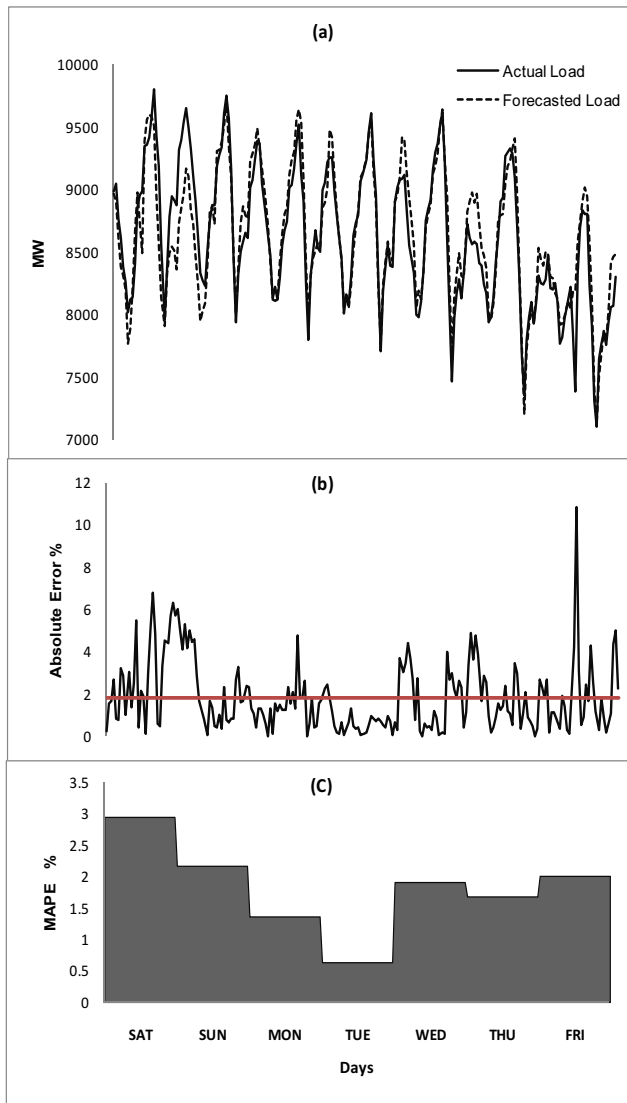 (a)
Actual Load
Forecasted Load
10000
9500
9000
8500
8000
7500
7000
MW
(b)
12
10
8
6
4
2
0
Absolute Error %
(C)
3.5
3
2.5
2
1.5
1
0.5
0
MAPE %
SAT SUN MON TUE WED THU FRI
Days